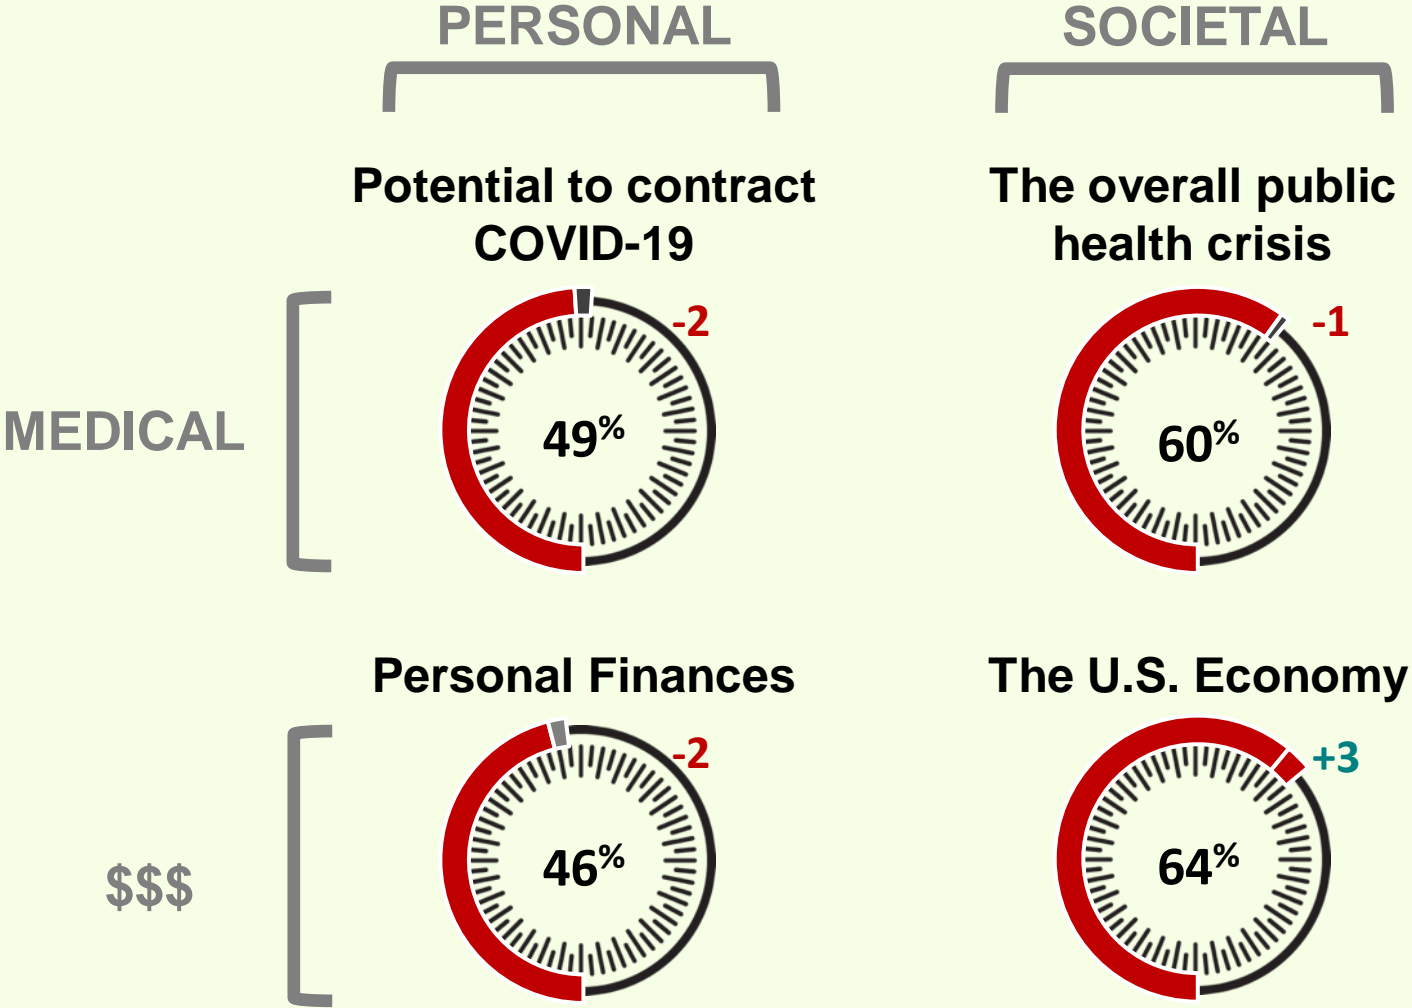 PERSONAL
SOCIETAL
Potential to contract
COVID-19
The overall public
health crisis
MEDICAL
-2
49%
-1
60%
Personal Finances
The U.S. Economy
$$$
-2
46%
+3
64%